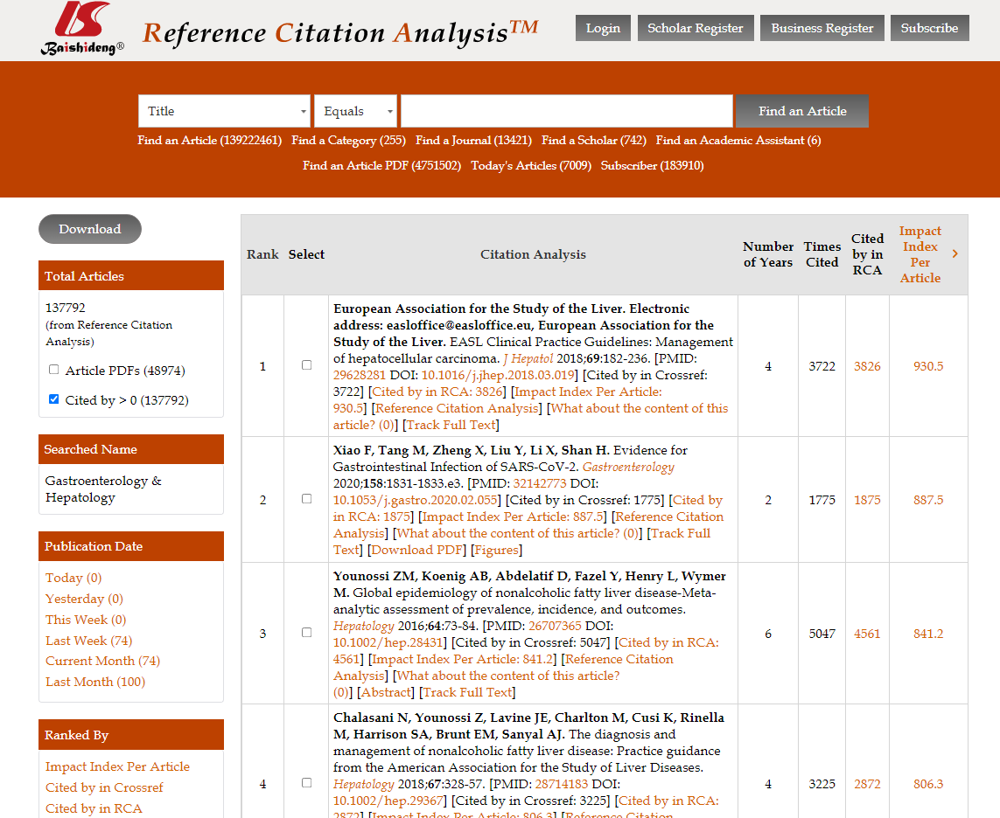 Baishideng®
Reference Citation Analysis™
Login
Scholar Register
Business Register
Subscribe
Title
Equals
Find an Article
Find an Article (139222461) Find a Category (255) Find a Journal (13421) Find a Scholar (742) Find an Academic Assistant (6)
Find an Article PDF (4751502) Today's Articles (7009) Subscriber (183910)
Download
Total Articles
137792
(from Reference Citation
Analysis)
Article PDFs (48974)
Cited by > 0 (137792)
Searched Name
Gastroenterology &
Hepatology
Publication Date
Today (0)
Yesterday (0)
This Week (0)
Last Week (74)
Current Month (74)
Last Month (100)
Ranked By
Impact Index Per Article
Cited by in Crossref
Cited by in RCA
Rank
Select
Citation Analysis
Number
of Years
Times
Cited
Cited
by in
RCA
Impact
Index
Per
Article
1
European Association for the Study of the Liver. Electronic
address: easloffice@easloffice.eu, European Association for the
Study of the Liver. EASL Clinical Practice Guidelines: Management
of hepatocellular carcinoma. J Hepatol 2018;69:182-236. [PMID:
29628281 DOI: 10.1016/j.jhep.2018.03.019] [Cited by in Crossref:
3722] [Cited by in RCA: 3826] [Impact Index Per Article:
930.5] [Reference Citation Analysis] [What about the content of this
article? (0)] [Track Full Text]
4
3722
3826
930.5
2
Xiao F, Tang M, Zheng X, Liu Y, Li X, Shan H. Evidence for
Gastrointestinal Infection of SARS-CoV-2. Gastroenterology
2020;158:1831-1833.e3. [PMID: 32142773 DOI:
10.1053/j.gastro.2020.02.055] [Cited by in Crossref: 1775] [Cited by
in RCA: 1875] [Impact Index Per Article: 887.5] [Reference Citation
Analysis] [What about the content of this article? (0)] [Track Full
Text] [Download PDF] [Figures]
2
1775
1875
887.5
3
Younossi ZM, Koenig AB, Abdelatif D, Fazel Y, Henry L, Wymer
M. Global epidemiology of nonalcoholic fatty liver disease-Meta-
analytic assessment of prevalence, incidence, and outcomes.
Hepatology 2016;64:73-84. [PMID: 26707365 DOI:
10.1002/hep.28431] [Cited by in Crossref: 5047] [Cited by in RCA:
4561] [Impact Index Per Article: 841.2] [Reference Citation
Analysis] [What about the content of this article?
(0)] [Abstract] [Track Full Text]
6
5047
4561
841.2
4
Chalasani N, Younossi Z, Lavine JE, Charlton M, Cusi K, Rinella
M, Harrison SA, Brunt EM, Sanyal AJ. The diagnosis and
management of nonalcoholic fatty liver disease: Practice guidance
from the American Association for the Study of Liver Diseases.
Hepatology 2018;67:328-57. [PMID: 28714183 DOI:
10.1002/hep.29367] [Cited by in Crossref: 3225] [Cited by in RCA:
2872] [Impact Index Per Article: 806.3] [Reference Citation
4
3225
2872
806.3